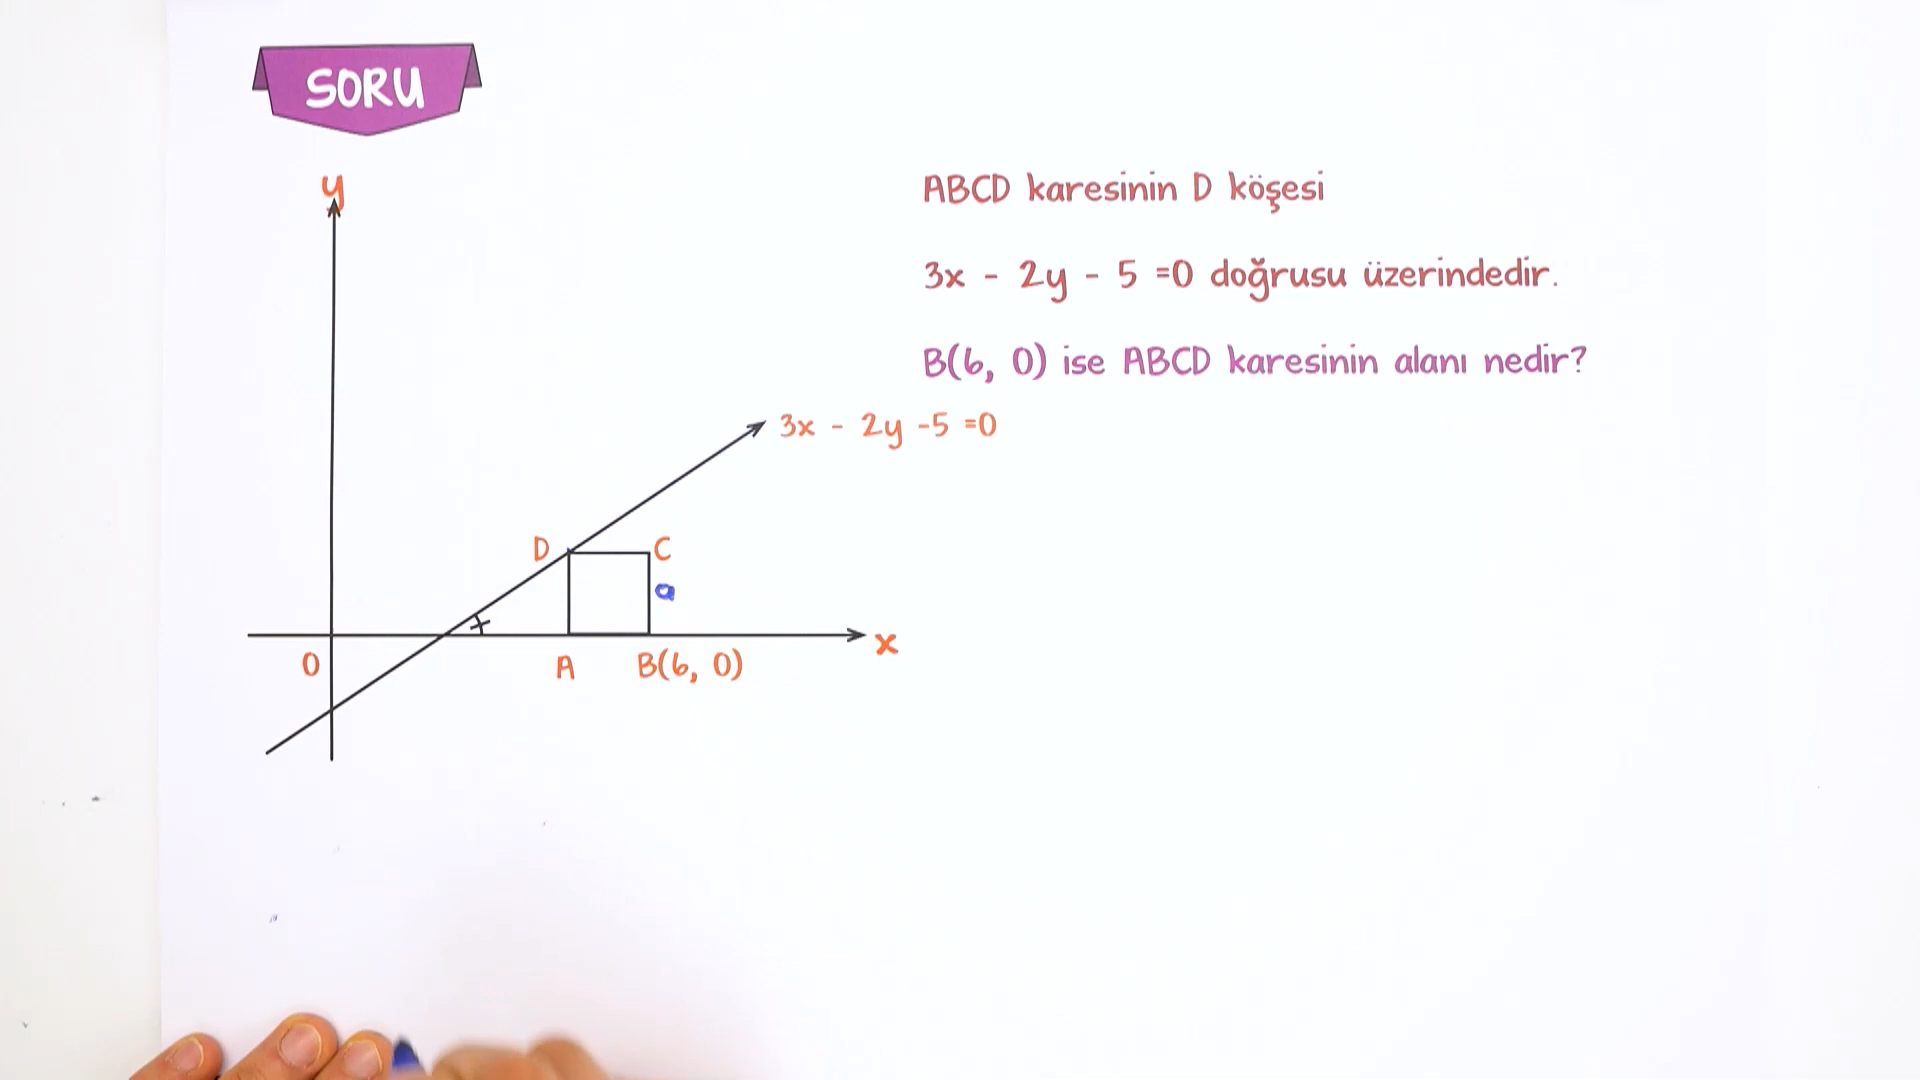 SORU
y
ABCD karesinin D köşesi
3x - 2y - 5 =0 doğrusu üzerindedir.
B(6, 0) ise ABCD karesinin alanı nedir?
3x - 2y -5 =0
D
C
a
x
0
A
B(6, 0)